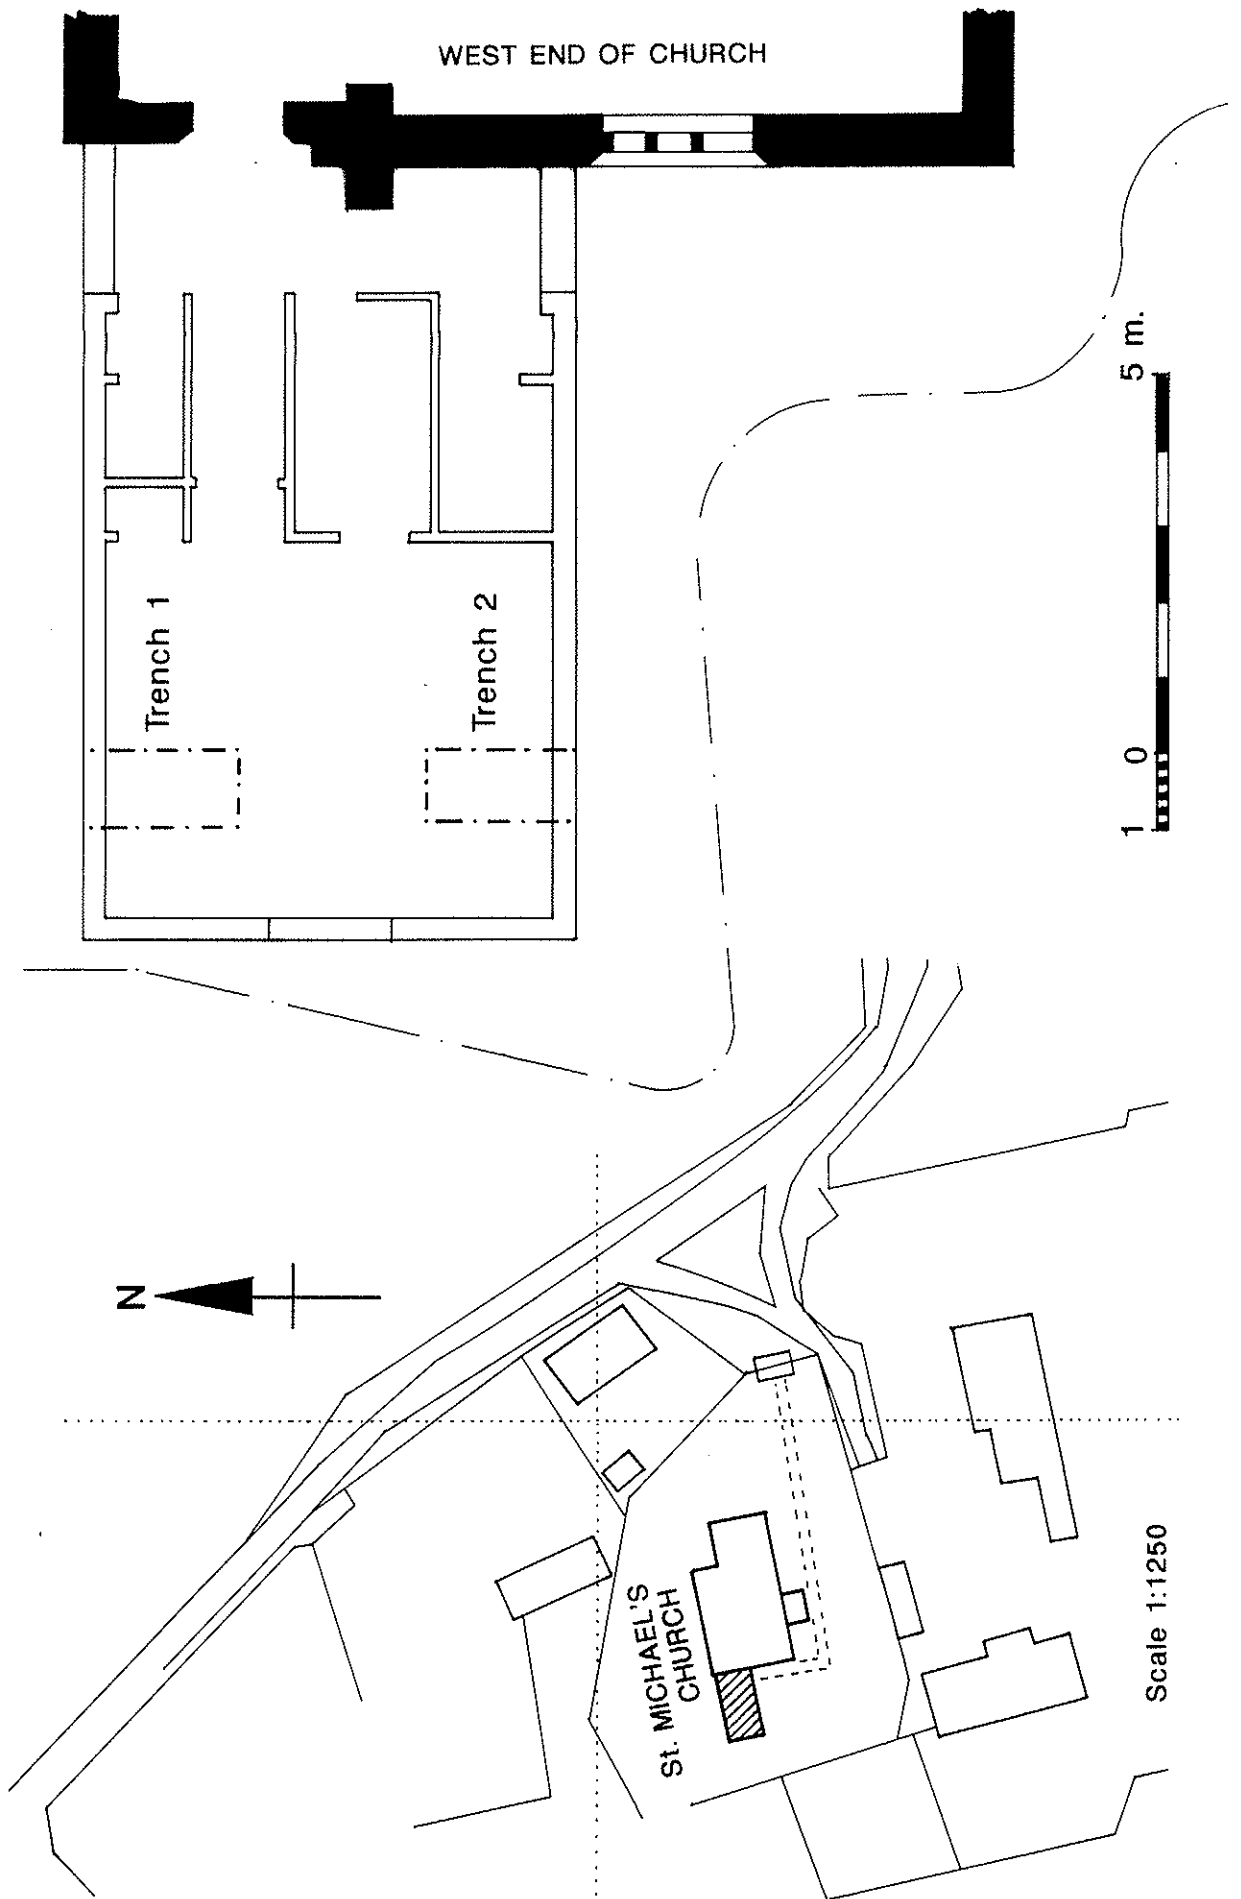 WEST END OF CHURCH
Trench 1
Trench 2
1 0 5 m.
N
St. MICHAEL'S
CHURCH
Scale 1:1250